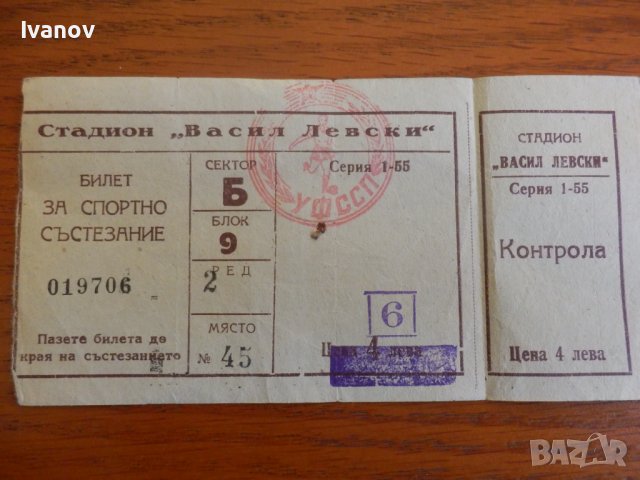 Ivanov
Стадион „Васил Левски“
БИЛЕТ
ЗА СПОРТНО
СЪСТЕЗАНИЕ
019706
Пазете билета до
края на състезанието
СЕКТОР
Б
БЛОК
9
РЕД
2
МЯСТО
№ 45
Серия 1-55
УФССП
6
Цена 4 лева
СТАДИОН
„ВАСИЛ ЛЕВСКИ“
Серия 1-55
Контрола
Цена 4 лева
BAZAR